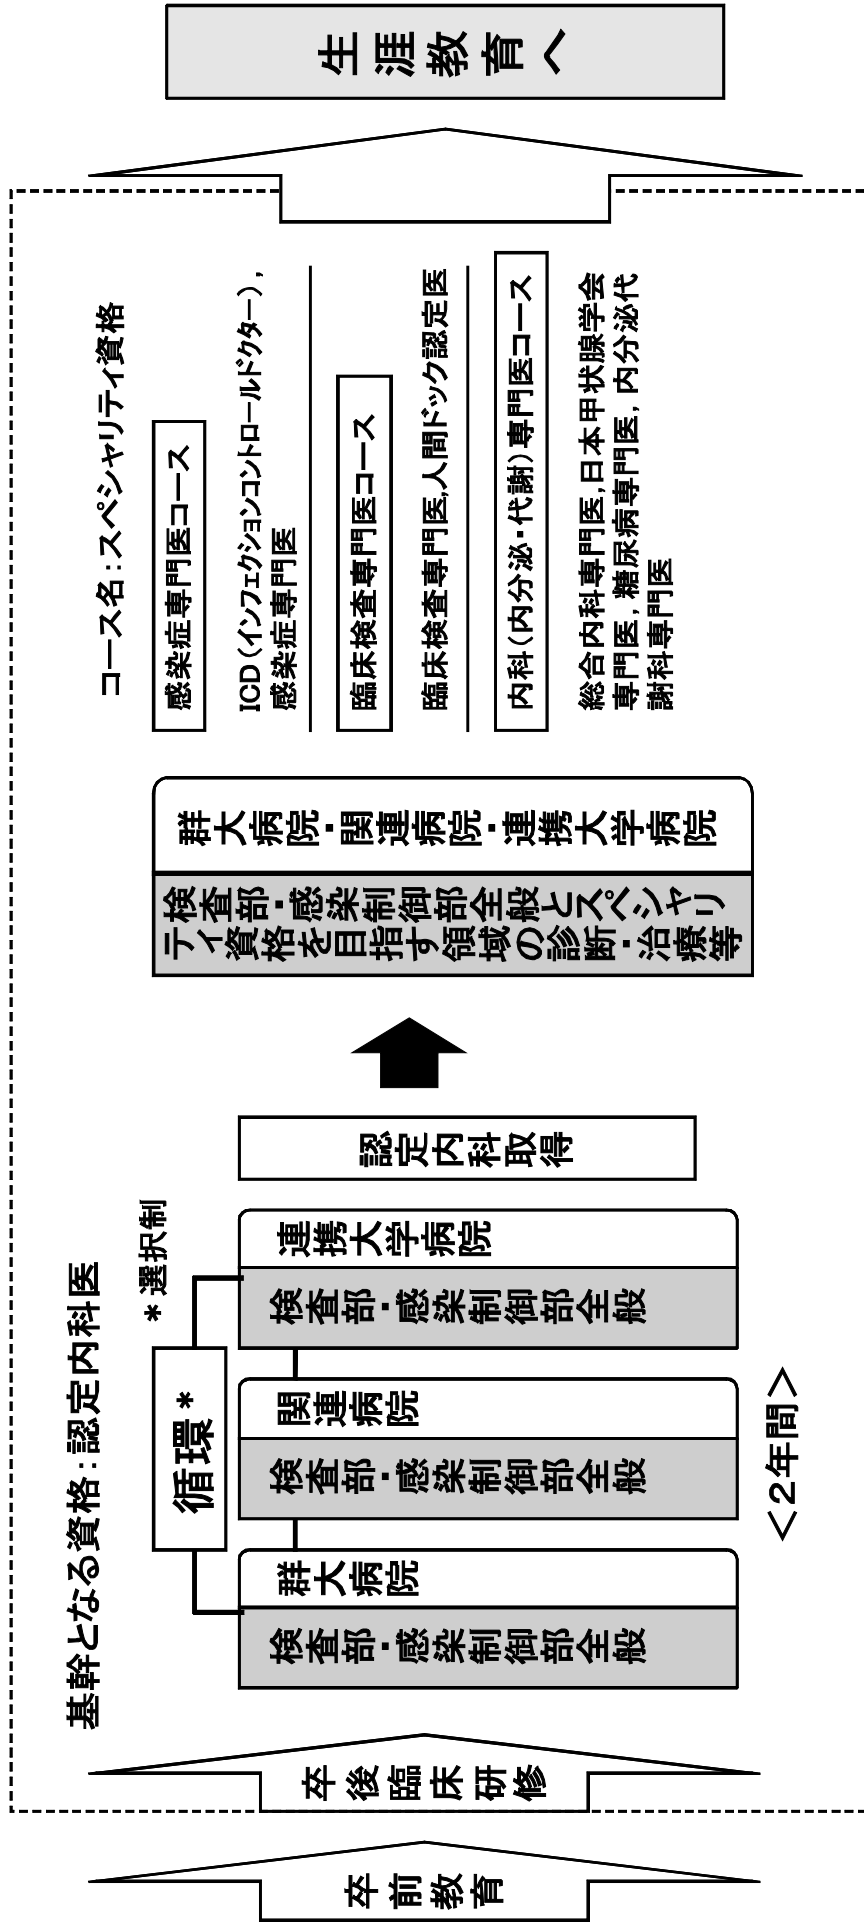 卒前教育
卒後臨床研修
基幹となる資格：認定内科医
＊選択制
循環＊
群大病院
検査部・感染制御部全般
関連病院
検査部・感染制御部全般
連携大学病院
検査部・感染制御部全般
＜２年間＞
認定内科取得
群大病院・関連病院・連携大学病院
検査部・感染制御部全般とスペシャリ
ティ資格を目指す領域の診断・治療等
コース名：スペシャリティ資格
感染症専門医コース
ICD（インフェクションコントロールドクター），
感染症専門医
臨床検査専門医コース
臨床検査専門医，人間ドック認定医
内科（内分泌・代謝）専門医コース
総合内科専門医，日本甲状腺学会
専門医，糖尿病専門医，内分泌代
謝科専門医
生涯教育へ